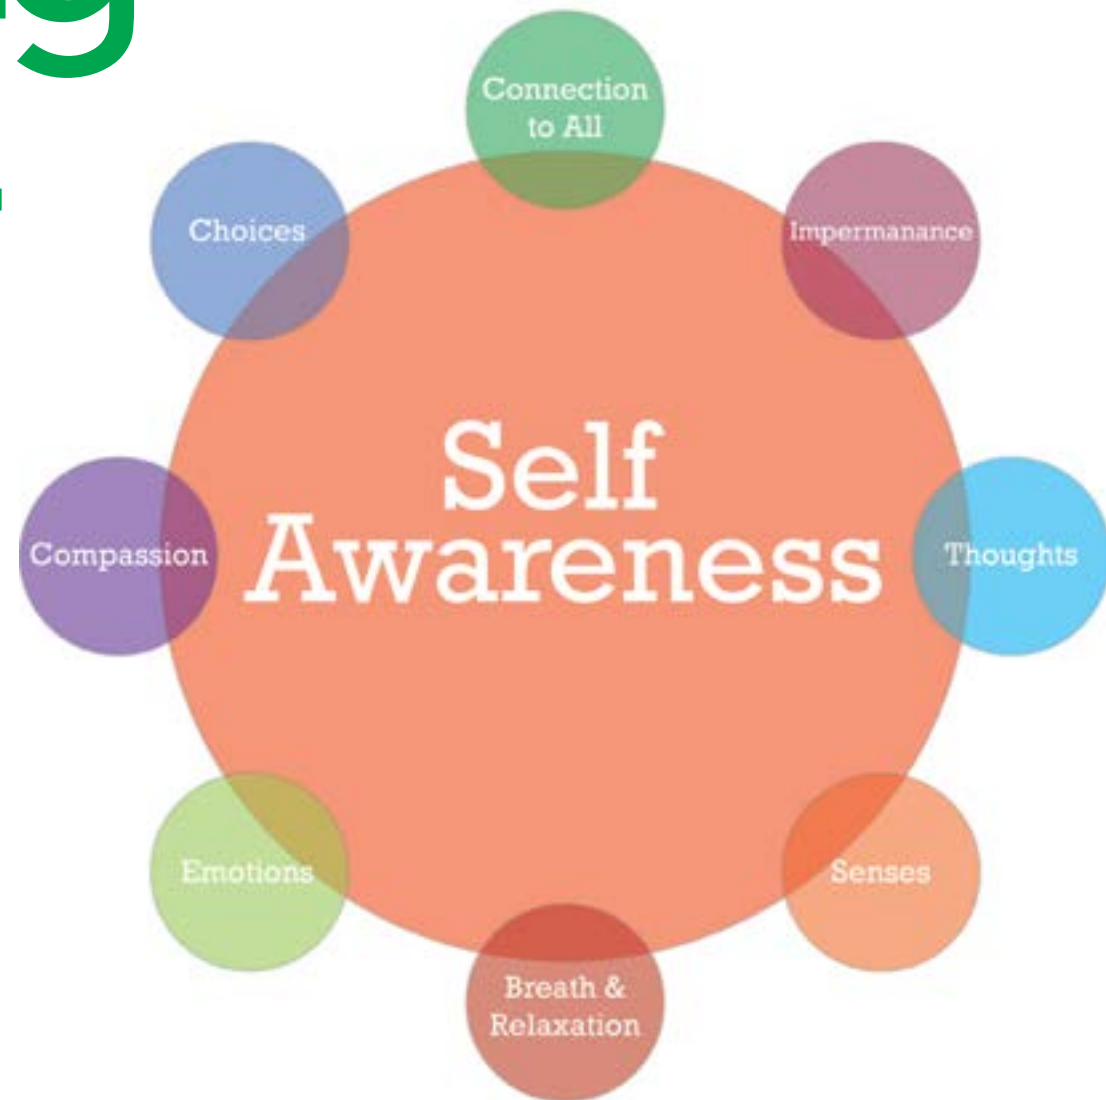 g
Connection
to All
Choices
Impermanance
Self
Awareness
Compassion
Thoughts
Emotions
Senses
Breath &
Relaxation